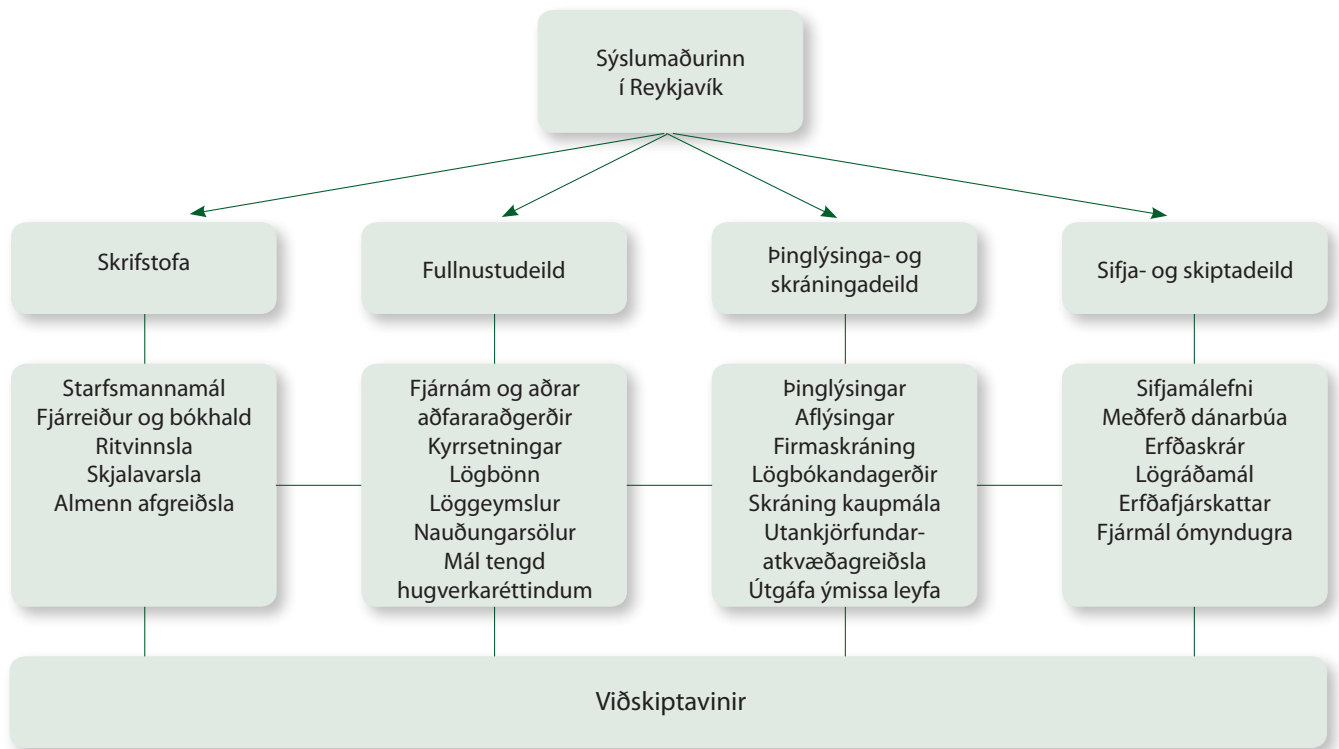 Sýslumaðurinn
í Reykjavík
Skrifstofa
Fullnustudeild
Þinglýsinga- og
skráningadeild
Sifja- og skiptadeild
Starfsmannamál
Fjárreiður og bókhald
Ritvinnsla
Skjalavarsla
Almenn afgreiðsla
Fjárnám og aðrar
aðfararaðgerðir
Kyrrsetningar
Lögbönn
Löggeymslur
Nauðungarsölur
Mál tengd
hugverkaréttindum
Þinglýsingar
Aflýsingar
Firmaskráning
Lögbókandagerðir
Skráning kaupmála
Utankjörfundar-
atkvæðagreiðsla
Útgáfa ýmissa leyfa
Sifjamálefni
Meðferð dánarbúa
Erfðaskrár
Lögráðamál
Erfðafjárskattar
Fjármál ómyndugra
Viðskiptavinir